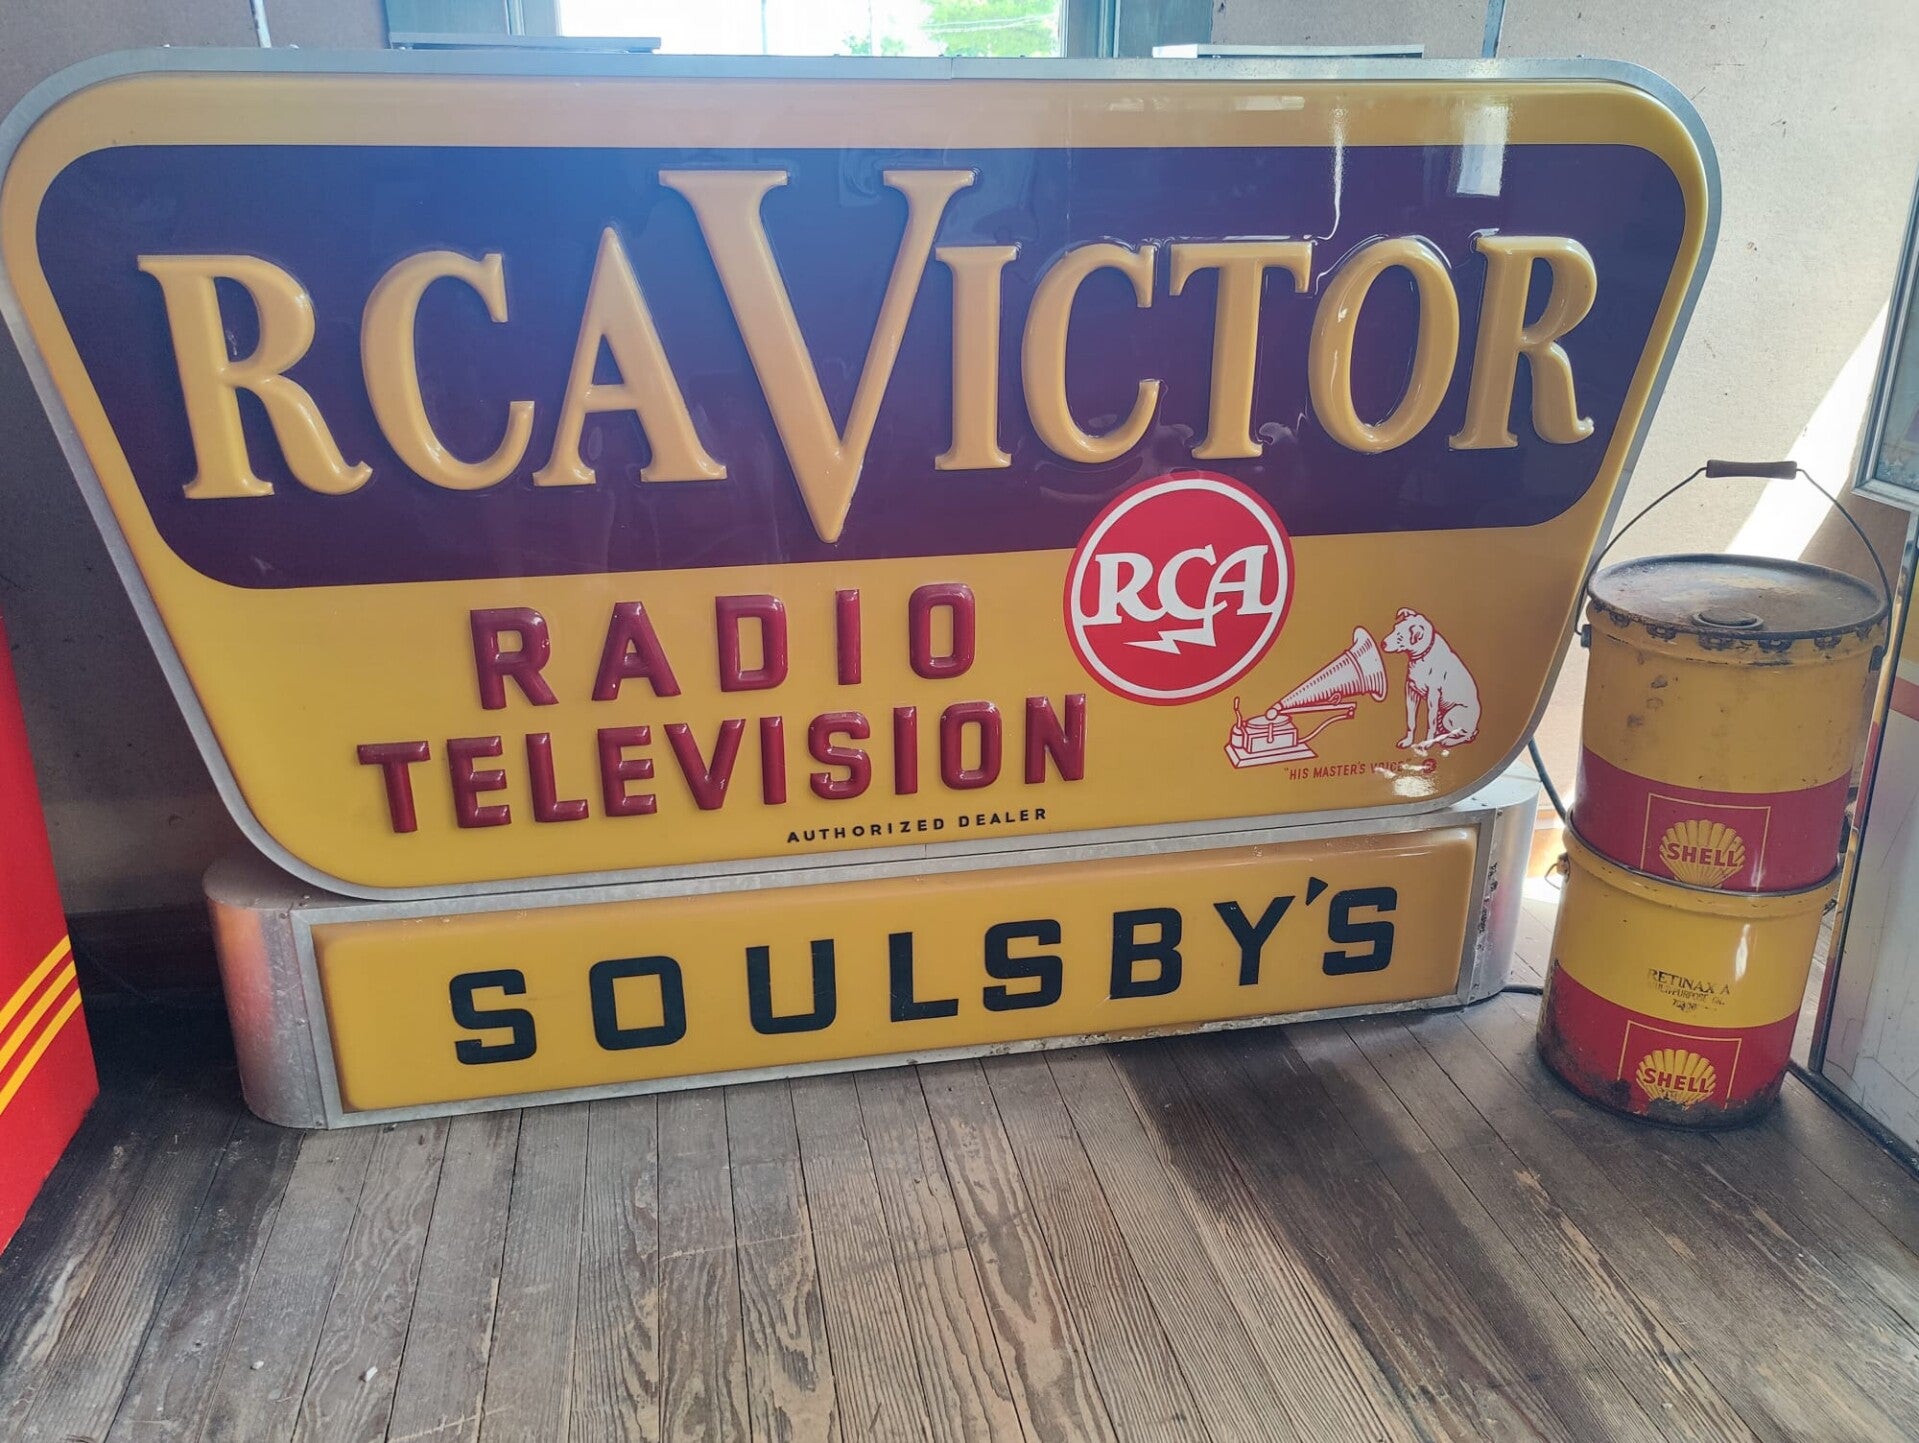 RCA VICTOR
RCA
RADIO
TELEVISION
"HIS MASTER'S VOICE"
AUTHORIZED DEALER
SOULSBY'S
SHELL
RETINAX A
SHELL